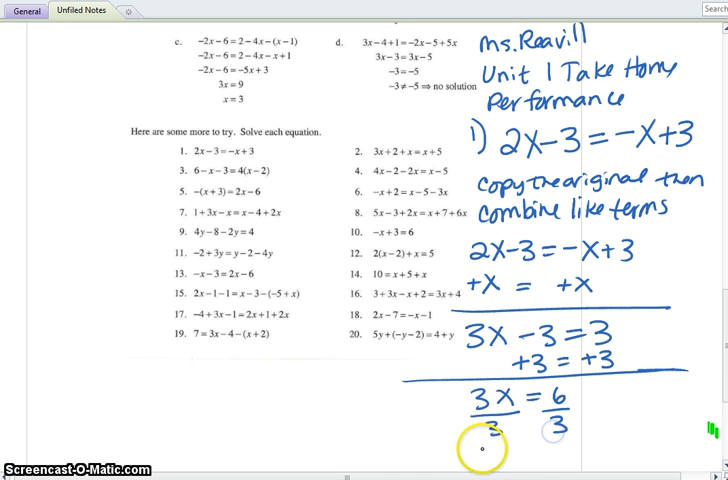 General
Unfiled Notes
c.
-2x - 6 = 2 - 4x - (x - 1)
-2x - 6 = 2 - 4x - x + 1
-2x - 6 = -5x + 3
3x = 9
x = 3
d.
3x - 4 + 1 = -2x - 5 + 5x
3x - 3 = 3x - 5
-3 = -5
-3 ≠ -5 ⇒ no solution
Here are some more to try. Solve each equation.
1. 2x - 3 = -x + 3
2. 3x + 2 + x = x + 5
3. 6 - x - 3 = 4(x - 2)
4. 4x - 2 - 2x = x - 5
5. -(x + 3) = 2x - 6
6. -x + 2 = x - 5 - 3x
7. 1 + 3x - x = x - 4 + 2x
8. 5x - 3 + 2x = x + 7 + 6x
9. 4y - 8 - 2y = 4
10. -x + 3 = 6
11. -2 + 3y = y - 2 - 4y
12. 2(x - 2) + x = 5
13. -x - 3 = 2x - 6
14. 10 = x + 5 + x
15. 2x - 1 - 1 = x - 3 - (-5 + x)
16. 3 + 3x - x + 2 = 3x + 4
17. -4 + 3x - 1 = 2x + 1 + 2x
18. 2x - 7 = -x - 1
19. 7 = 3x - 4 - (x + 2)
20. 5y + (-y - 2) = 4 + y
Ms. Reavill
Unit 1 Take Home
Performance
1) 2x - 3 = -x + 3
Copy the original then
combine like terms
2x - 3 = -x + 3
+x = +x
3x - 3 = 3
+3 = +3
3x = 6
3 3
Screencast-O-Matic.com